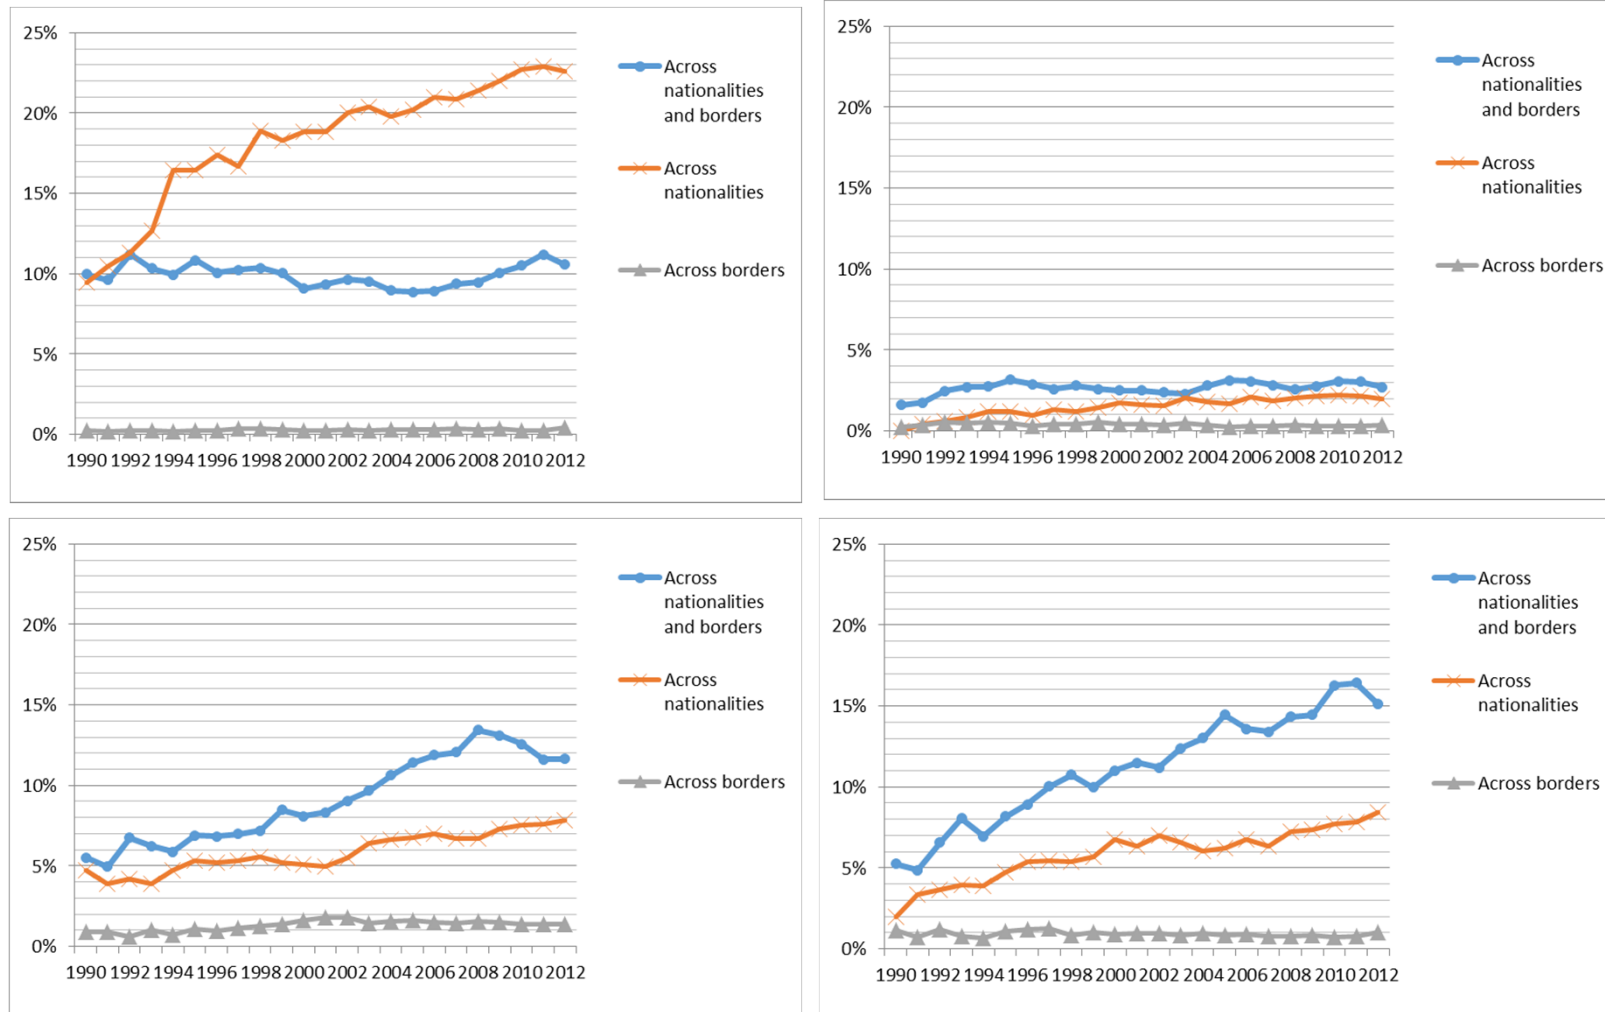 25%
20%
15%
10%
5%
0%
1990 1992 1994 1996 1998 2000 2002 2004 2006 2008 2010 2012
Across
nationalities
and borders
Across
nationalities
Across borders
25%
20%
15%
10%
5%
0%
1990 1992 1994 1996 1998 2000 2002 2004 2006 2008 2010 2012
Across
nationalities
and borders
Across
nationalities
Across borders
25%
20%
15%
10%
5%
0%
1990 1992 1994 1996 1998 2000 2002 2004 2006 2008 2010 2012
Across
nationalities
and borders
Across
nationalities
Across borders
25%
20%
15%
10%
5%
0%
1990 1992 1994 1996 1998 2000 2002 2004 2006 2008 2010 2012
Across
nationalities
and borders
Across
nationalities
Across borders